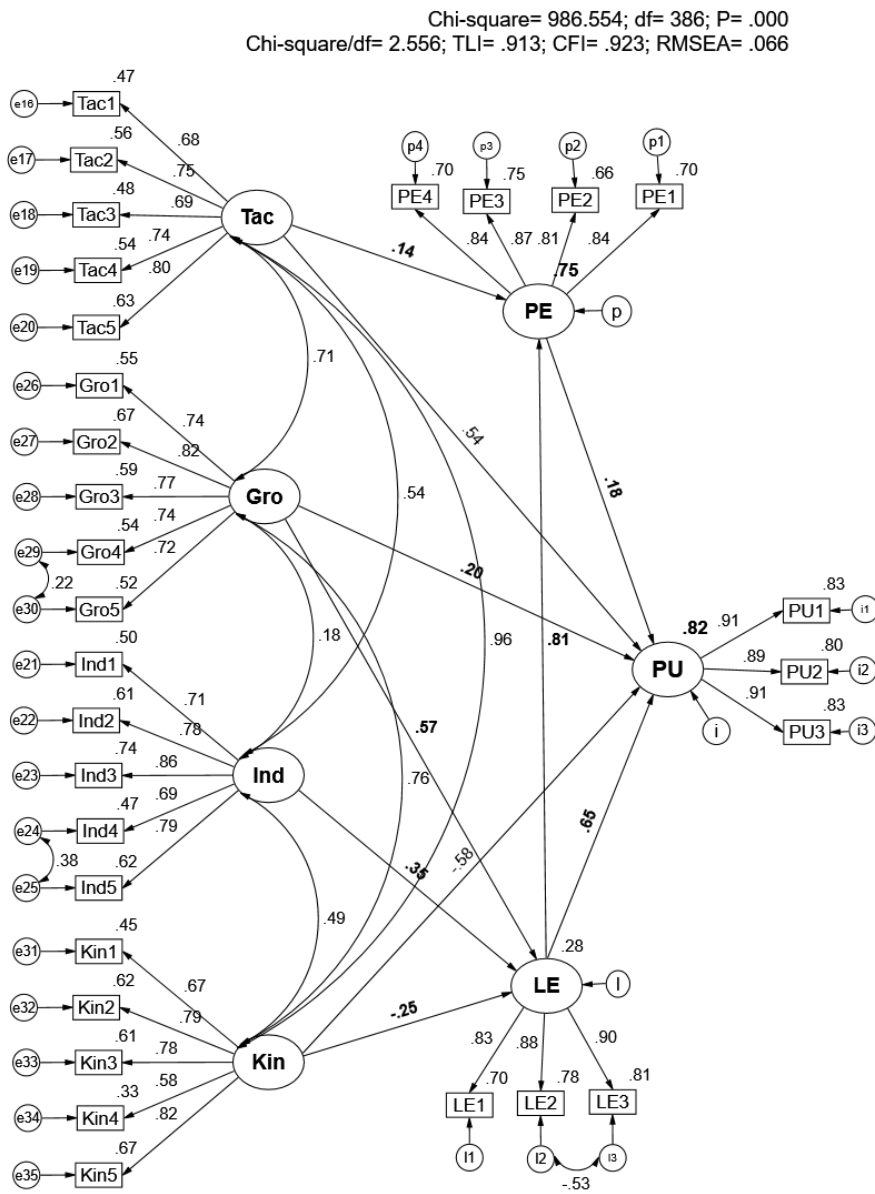 Chi-square= 986.554; df= 386; P= .000
Chi-square/df= 2.556; TLI= .913; CFI= .923; RMSEA= .066
.47
e16 Tac1
.68
.56
e17 Tac2
.75
.48
e18 Tac3
.69
.54
e19 Tac4
.74
.63
e20 Tac5
.80
Tac
p4 p3 p2 p1
.70 .75 .66 .70
PE4 PE3 PE2 PE1
.84 .87 .81 .84
.75
PE
p
.14
.71
.54
.54
.18
.55
e26 Gro1
.74
.67
e27 Gro2
.82
.59
e28 Gro3
.77
.54
e29 Gro4
.74
.22
.52
e30 Gro5
.72
Gro
.20
.18
.96
.81
.57
.76
.82
PU
i
.91
.83
PU1 i1
.89
.80
PU2 i2
.91
.83
PU3 i3
.50
e21 Ind1
.71
.61
e22 Ind2
.78
.74
e23 Ind3
.86
.47
e24 Ind4
.69
.38
.62
e25 Ind5
.79
Ind
.35
-.58
.65
.49
.45
e31 Kin1
.67
.62
e32 Kin2
.79
.61
e33 Kin3
.78
.33
e34 Kin4
.58
.67
e35 Kin5
.82
Kin
-.25
.28
LE
l
.83 .88 .90
.70 .78 .81
LE1 LE2 LE3
l1 l2 l3
-.53